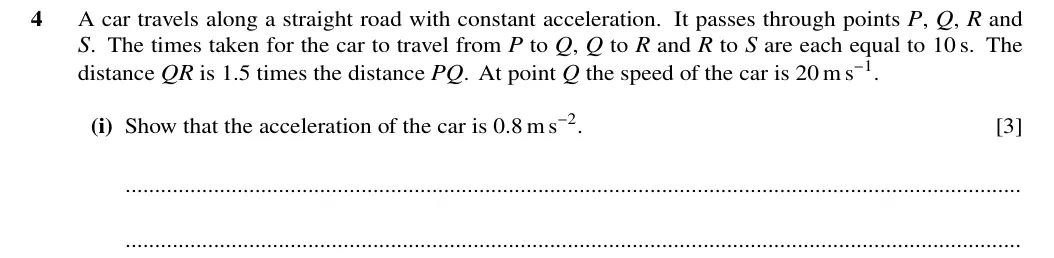 4 A car travels along a straight road with constant acceleration. It passes through points P, Q, R and
S. The times taken for the car to travel from P to Q, Q to R and R to S are each equal to 10 s. The
distance QR is 1.5 times the distance PQ. At point Q the speed of the car is 20 m s⁻¹.
(i) Show that the acceleration of the car is 0.8 m s⁻². [3]